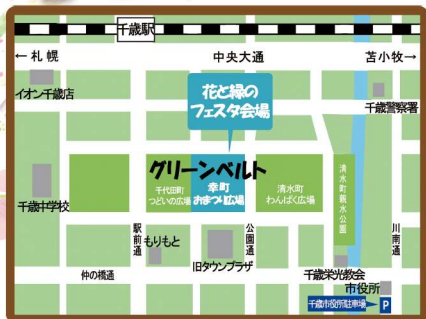 千歳駅
← 札幌
中央大通
苫小牧→
イオン千歳店
花と緑の
フェスタ会場
千歳警察署
グリーンベルト
千代田町
つどいの広場
幸町
おまつり広場
清水町
わんぱく広場
清水町親水公園
千歳中学校
駅前通
もりもと
旧タウンプラザ
公園通
川南通
仲の橋通
千歳栄光教会
市役所
千歳市役所駐車場
P